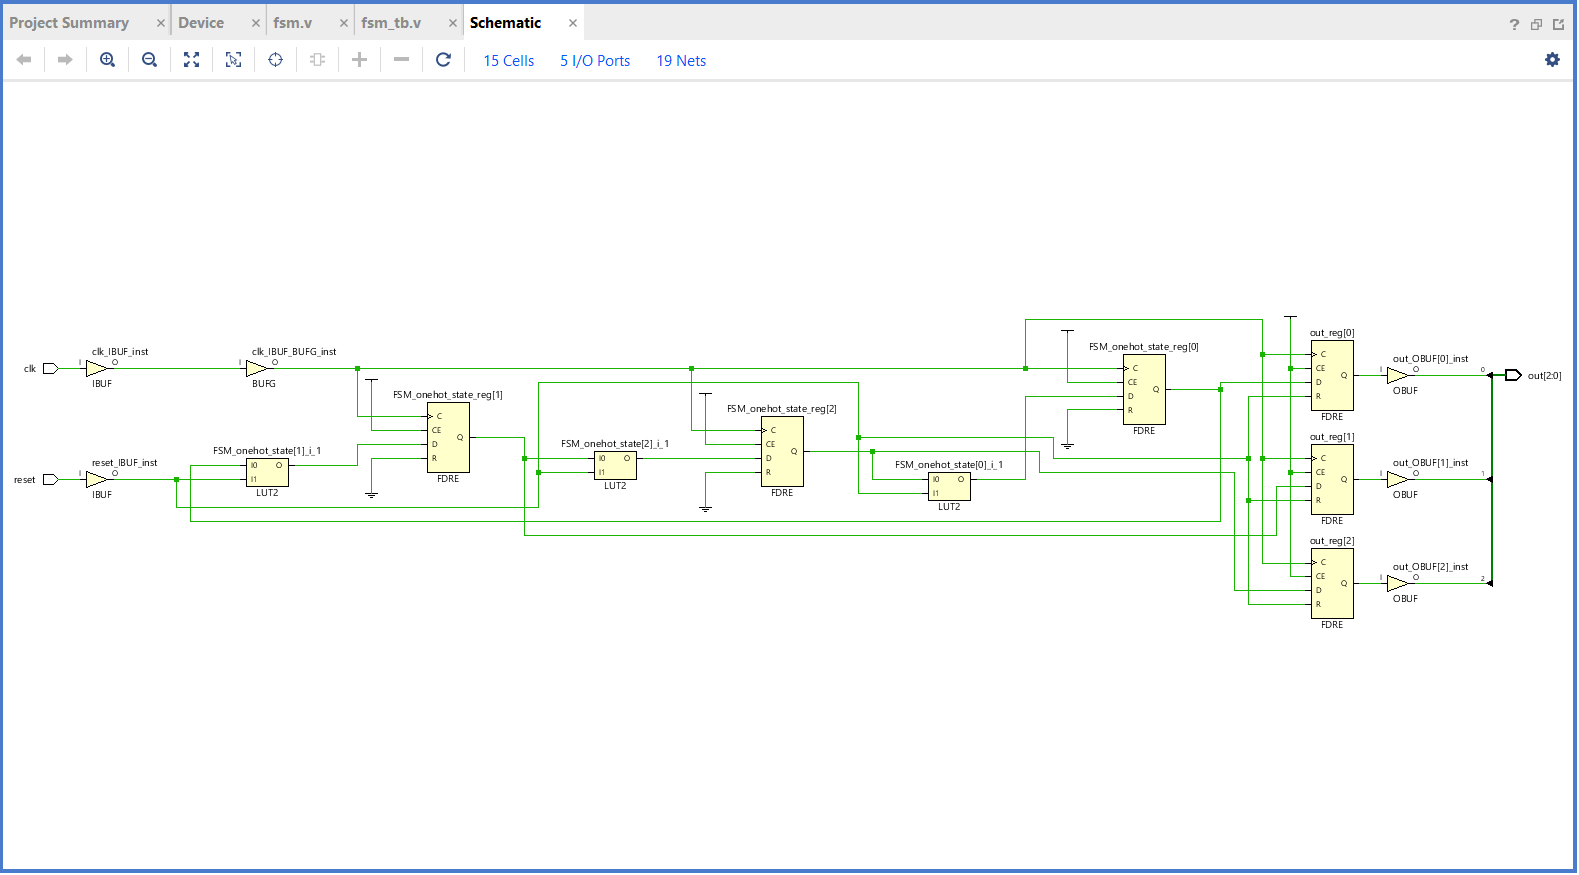 Project Summary × Device × fsm.v × fsm_tb.v × Schematic ×
?
15 Cells 5 I/O Ports 19 Nets
clk
clk_IBUF_inst
I O
IBUF
clk_IBUF_BUFG_inst
I O
BUFG
reset
reset_IBUF_inst
I O
IBUF
FSM_onehot_state[1]_i_1
I0 O
I1
LUT2
FSM_onehot_state_reg[1]
C
CE
D Q
R
FDRE
FSM_onehot_state[2]_i_1
I0 O
I1
LUT2
FSM_onehot_state_reg[2]
C
CE
D Q
R
FDRE
FSM_onehot_state[0]_i_1
I0 O
I1
LUT2
FSM_onehot_state_reg[0]
C
CE
D Q
R
FDRE
out_reg[0]
C
CE
D Q
R
FDRE
out_OBUF[0]_inst
I O
OBUF
0
out[2:0]
out_reg[1]
C
CE
D Q
R
FDRE
out_OBUF[1]_inst
I O
OBUF
1
out_reg[2]
C
CE
D Q
R
FDRE
out_OBUF[2]_inst
I O
OBUF
2